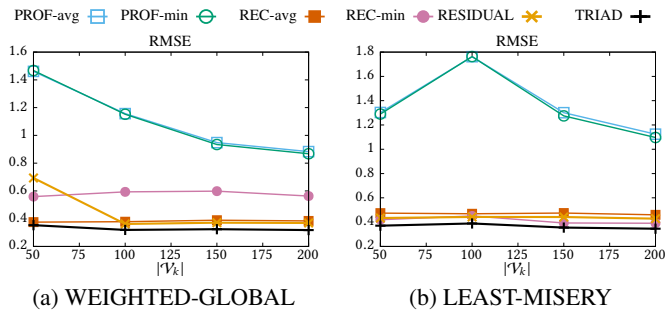 PROF-avg PROF-min REC-avg REC-min RESIDUAL TRIAD
RMSE
1.6
1.4
1.2
1
0.8
0.6
0.4
0.2
50 75 100 125 150 175 200
|𝒱ₖ|
(a) WEIGHTED-GLOBAL
RMSE
1.8
1.6
1.4
1.2
1
0.8
0.6
0.4
0.2
50 75 100 125 150 175 200
|𝒱ₖ|
(b) LEAST-MISERY